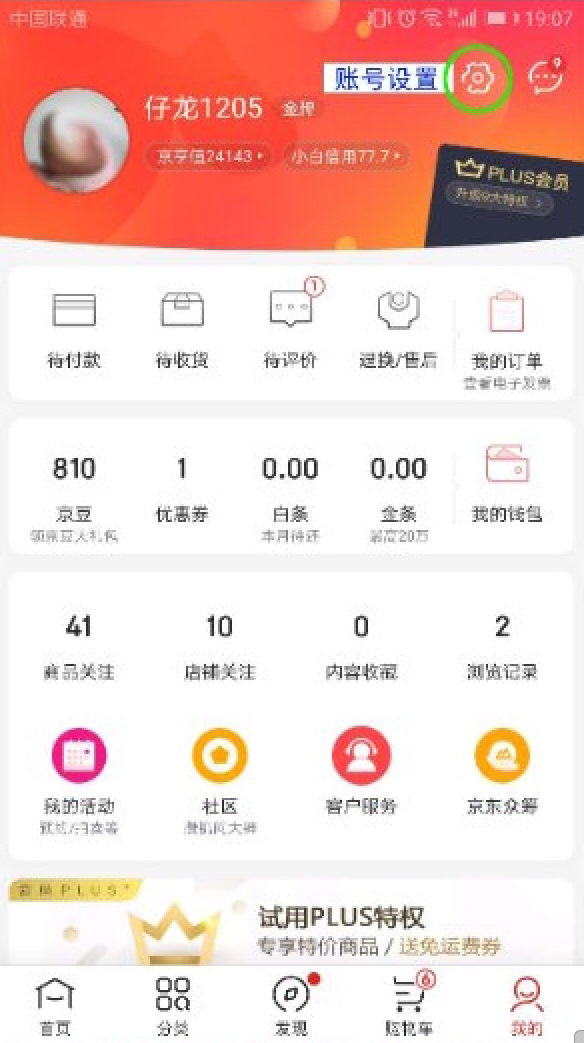 中国联通 19:07
账号设置 9
仔龙1205 金牌
京享值24143 小白信用77.7
PLUS会员
升级9大特权
1
待付款 待收货 待评价 退换/售后 我的订单
查看电子发票
810 1 0.00 0.00
京豆 优惠券 白条 金条 我的钱包
领京豆大礼包 本月待还 最高20万
41 10 0 2
商品关注 店铺关注 内容收藏 浏览记录
我的活动 社区 客户服务 京东众筹
预约/拍卖等
会员PLUS+
试用PLUS特权
专享特价商品 / 送免运费券
6
首页 分类 发现 购物车 我的